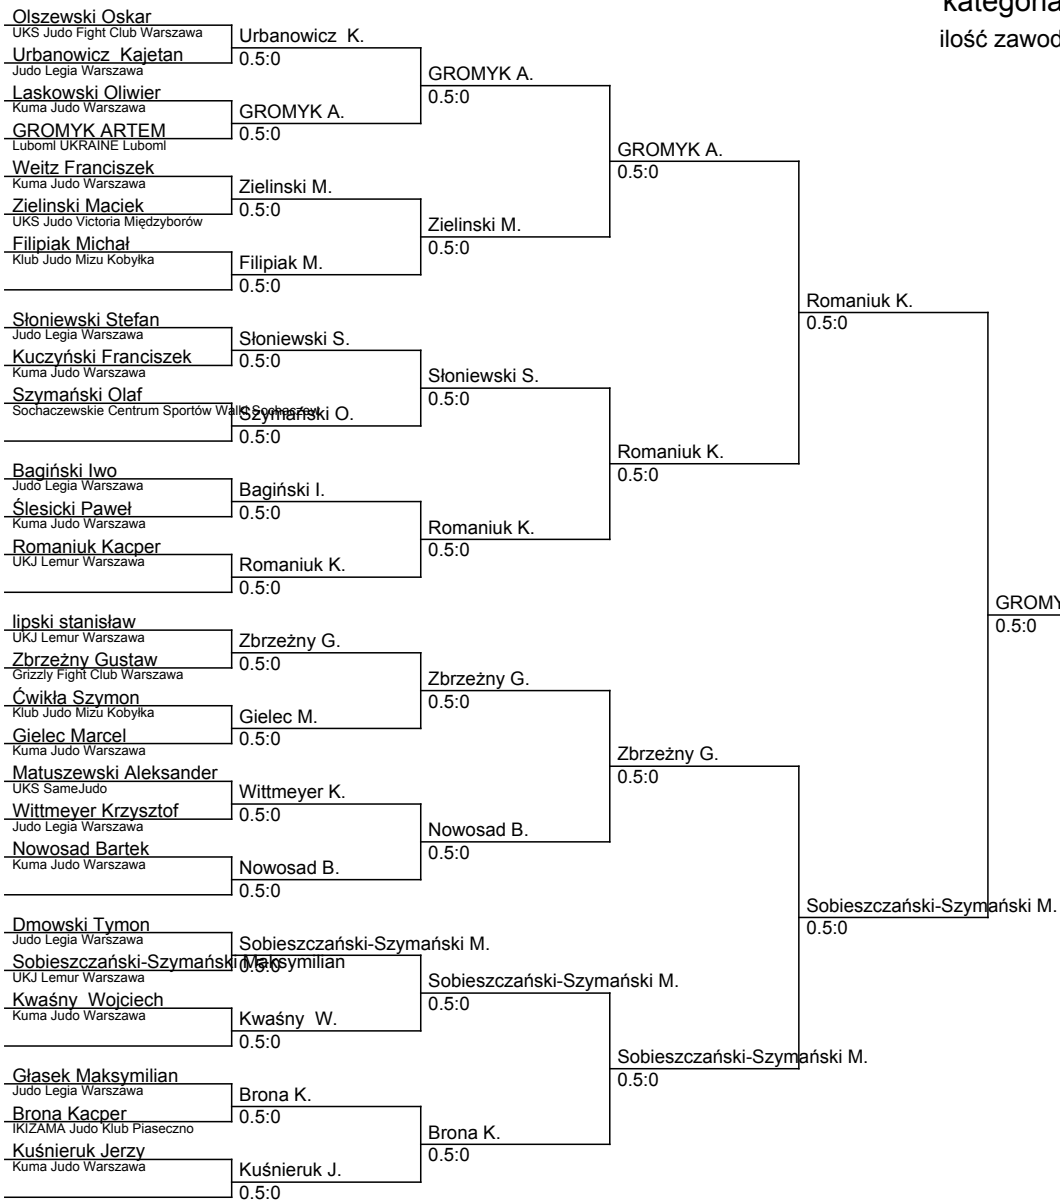 kategoria
ilość zawod
Olszewski Oskar
UKS Judo Fight Club Warszawa
Urbanowicz  Kajetan
Judo Legia Warszawa
Laskowski Oliwier
Kuma Judo Warszawa
GROMYK ARTEM
Luboml UKRAINE Luboml
Weitz Franciszek
Kuma Judo Warszawa
Zielinski Maciek
UKS Judo Victoria Międzyborów
Filipiak Michał
Klub Judo Mizu Kobyłka
Słoniewski Stefan
Judo Legia Warszawa
Kuczyński Franciszek
Kuma Judo Warszawa
Szymański Olaf
Sochaczewskie Centrum Sportów Walki Sochaczew
Bagiński Iwo
Judo Legia Warszawa
Ślesicki Paweł
Kuma Judo Warszawa
Romaniuk Kacper
UKJ Lemur Warszawa
lipski stanisław
UKJ Lemur Warszawa
Zbrzeżny Gustaw
Grizzly Fight Club Warszawa
Ćwikła Szymon
Klub Judo Mizu Kobyłka
Gielec Marcel
Kuma Judo Warszawa
Matuszewski Aleksander
UKS SameJudo
Wittmeyer Krzysztof
Judo Legia Warszawa
Nowosad Bartek
Kuma Judo Warszawa
Dmowski Tymon
Judo Legia Warszawa
Sobieszczański-Szymański Maksymilian
UKJ Lemur Warszawa
Kwaśny  Wojciech
Kuma Judo Warszawa
Głasek Maksymilian
Judo Legia Warszawa
Brona Kacper
IKIZAMA Judo Klub Piaseczno
Kuśnieruk Jerzy
Kuma Judo Warszawa
Urbanowicz  K.
0.5:0
GROMYK A.
0.5:0
Zielinski M.
0.5:0
Filipiak M.
0.5:0
Słoniewski S.
0.5:0
Szymański O.
0.5:0
Bagiński I.
0.5:0
Romaniuk K.
0.5:0
Zbrzeżny G.
0.5:0
Gielec M.
0.5:0
Wittmeyer K.
0.5:0
Nowosad B.
0.5:0
Sobieszczański-Szymański M.
0.5:0
Kwaśny  W.
0.5:0
Brona K.
0.5:0
Kuśnieruk J.
0.5:0
GROMYK A.
0.5:0
Zielinski M.
0.5:0
Słoniewski S.
0.5:0
Romaniuk K.
0.5:0
Zbrzeżny G.
0.5:0
Nowosad B.
0.5:0
Sobieszczański-Szymański M.
0.5:0
Brona K.
0.5:0
GROMYK A.
0.5:0
Romaniuk K.
0.5:0
Zbrzeżny G.
0.5:0
Sobieszczański-Szymański M.
0.5:0
Romaniuk K.
0.5:0
Sobieszczański-Szymański M.
0.5:0
GROMY
0.5:0